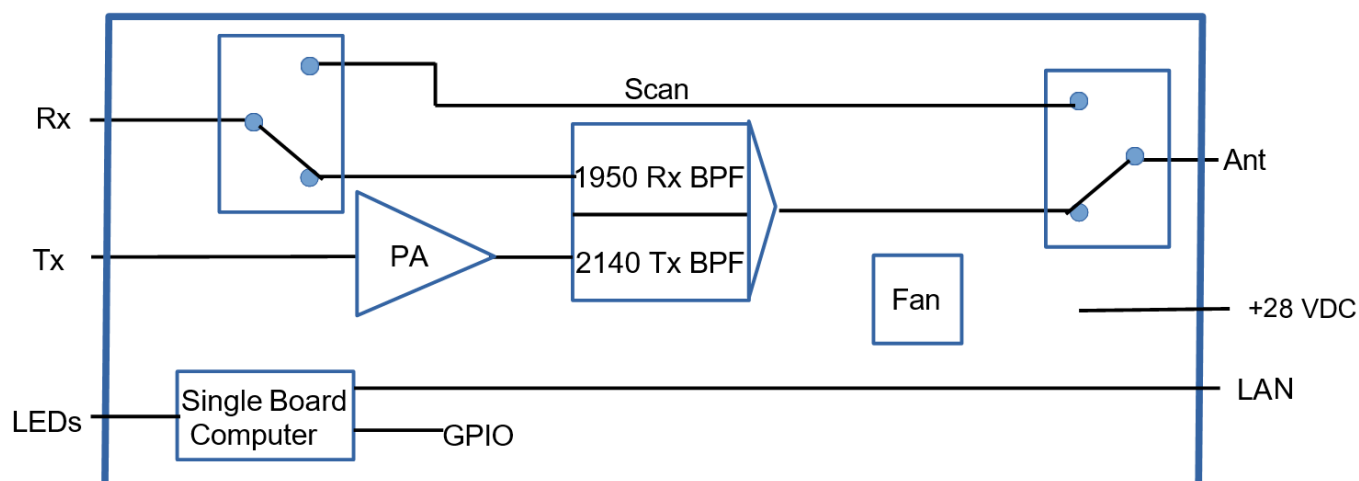 Scan
Rx
1950 Rx BPF
Ant
Tx
PA
2140 Tx BPF
Fan
+28 VDC
Single Board
Computer
LAN
LEDs
GPIO